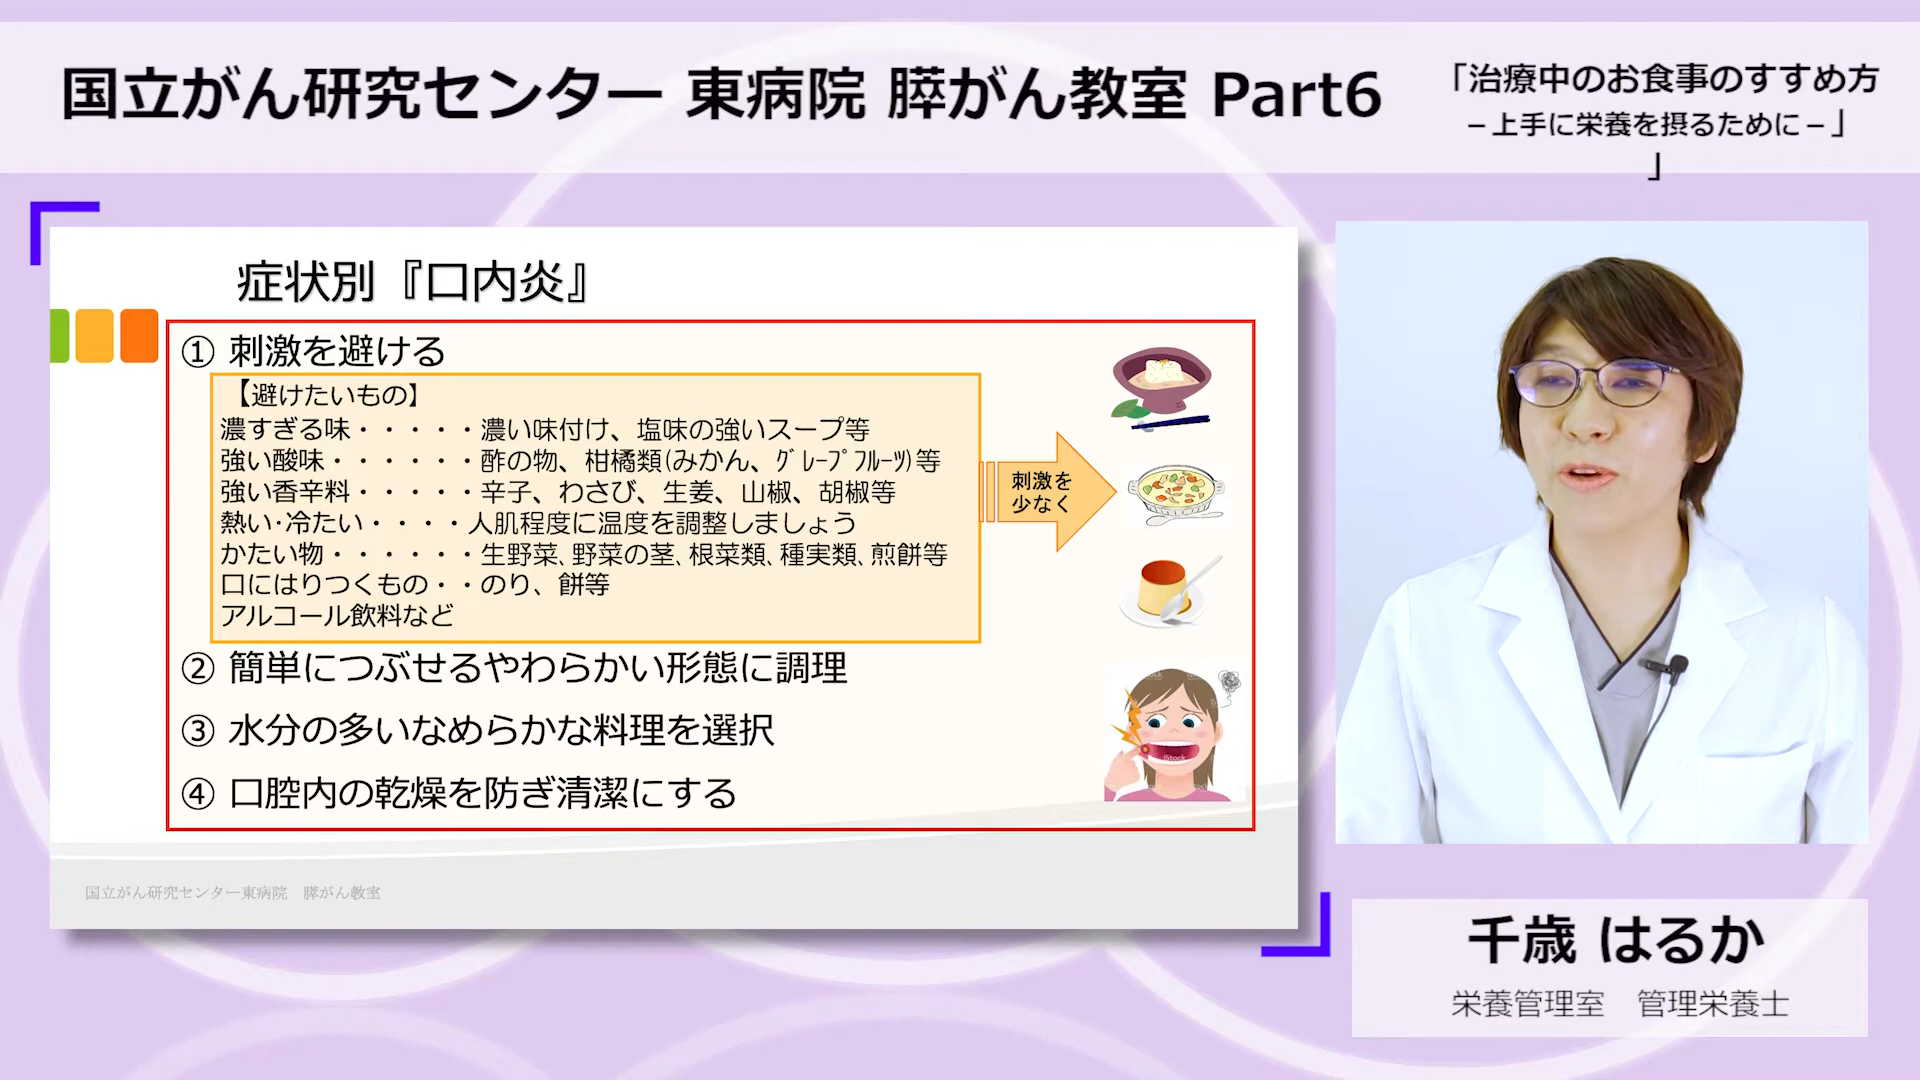 国立がん研究センター 東病院 膵がん教室 Part6
「治療中のお食事のすすめ方
－上手に栄養を摂るために－」
」
症状別『口内炎』
① 刺激を避ける
【避けたいもの】
濃すぎる味・・・・・濃い味付け、塩味の強いスープ等
強い酸味・・・・・・酢の物、柑橘類(みかん、ｸﾞﾚｰﾌﾟﾌﾙｰﾂ)等
強い香辛料・・・・・辛子、わさび、生姜、山椒、胡椒等
熱い･冷たい・・・・人肌程度に温度を調整しましょう
かたい物・・・・・・生野菜､野菜の茎､根菜類､種実類､煎餅等
口にはりつくもの・・のり、餅等
アルコール飲料など
刺激を
少なく
② 簡単につぶせるやわらかい形態に調理
③ 水分の多いなめらかな料理を選択
④ 口腔内の乾燥を防ぎ清潔にする
iStock
国立がん研究センター東病院　膵がん教室
千歳 はるか
栄養管理室　管理栄養士